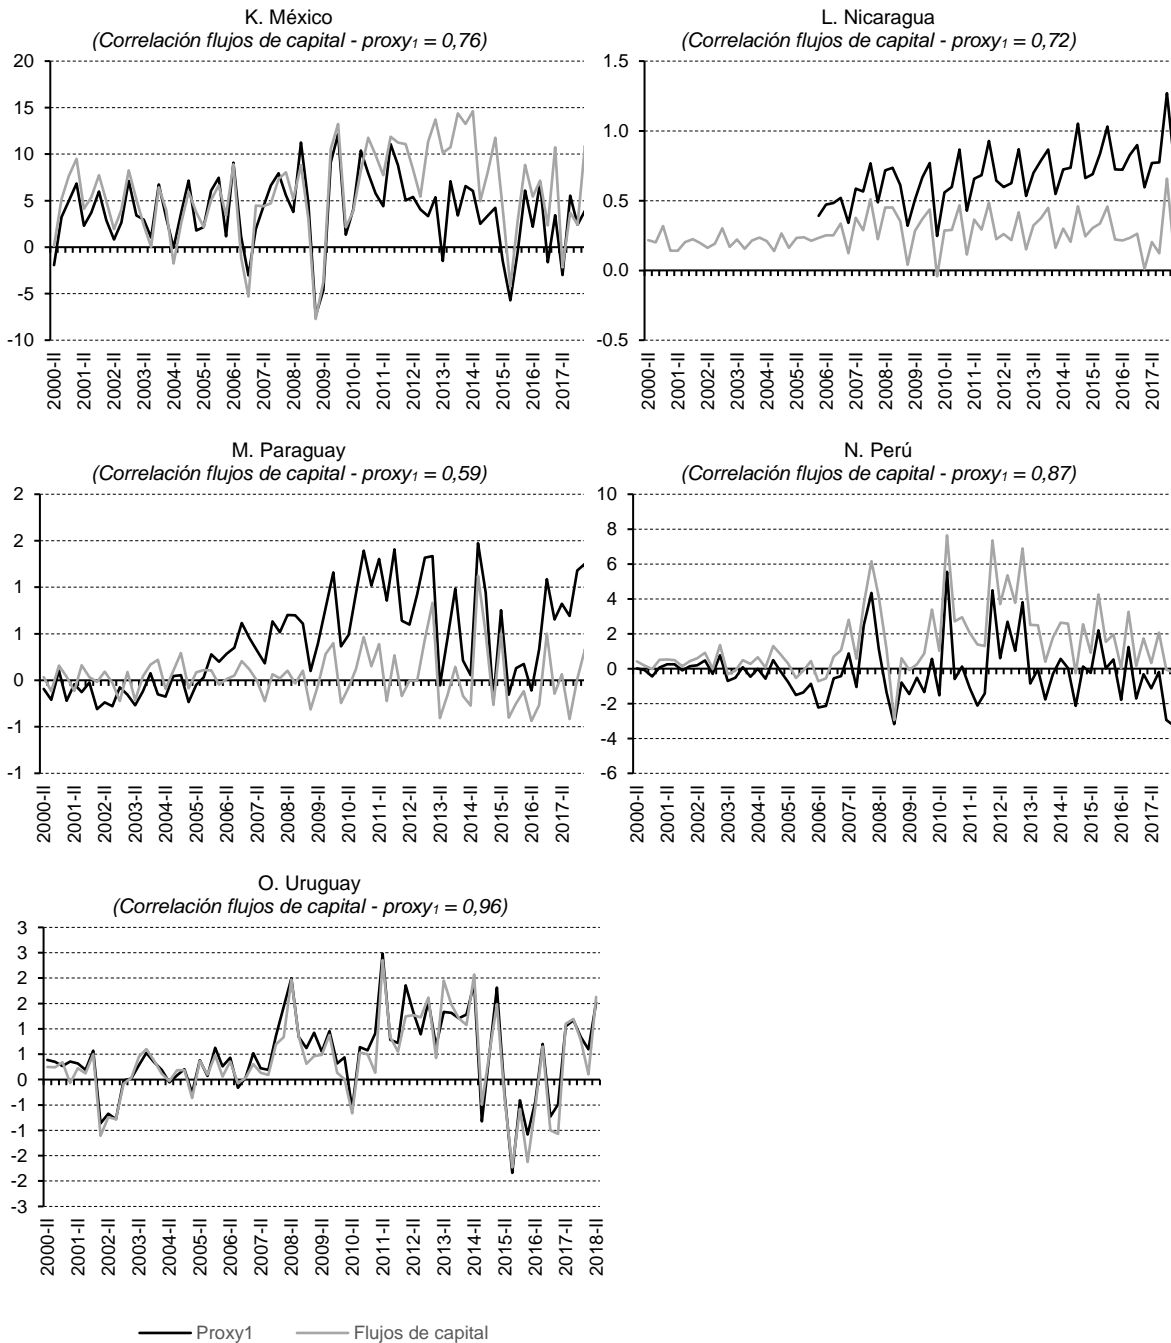 K. México
(Correlación flujos de capital - proxy1 = 0,76)
20
15
10
5
0
-5
-10
2000-II
2001-II
2002-II
2003-II
2004-II
2005-II
2006-II
2007-II
2008-II
2009-II
2010-II
2011-II
2012-II
2013-II
2014-II
2015-II
2016-II
2017-II
L. Nicaragua
(Correlación flujos de capital - proxy1 = 0,72)
1.5
1.0
0.5
0.0
-0.5
2000-II
2001-II
2002-II
2003-II
2004-II
2005-II
2006-II
2007-II
2008-II
2009-II
2010-II
2011-II
2012-II
2013-II
2014-II
2015-II
2016-II
2017-II
M. Paraguay
(Correlación flujos de capital - proxy1 = 0,59)
2
2
1
1
0
-1
-1
2000-II
2001-II
2002-II
2003-II
2004-II
2005-II
2006-II
2007-II
2008-II
2009-II
2010-II
2011-II
2012-II
2013-II
2014-II
2015-II
2016-II
2017-II
N. Perú
(Correlación flujos de capital - proxy1 = 0,87)
10
8
6
4
2
0
-2
-4
-6
2000-II
2001-II
2002-II
2003-II
2004-II
2005-II
2006-II
2007-II
2008-II
2009-II
2010-II
2011-II
2012-II
2013-II
2014-II
2015-II
2016-II
2017-II
O. Uruguay
(Correlación flujos de capital - proxy1 = 0,96)
3
3
2
2
1
1
0
-1
-1
-2
-2
-3
2000-II
2001-II
2002-II
2003-II
2004-II
2005-II
2006-II
2007-II
2008-II
2009-II
2010-II
2011-II
2012-II
2013-II
2014-II
2015-II
2016-II
2017-II
2018-II
Proxy1
Flujos de capital